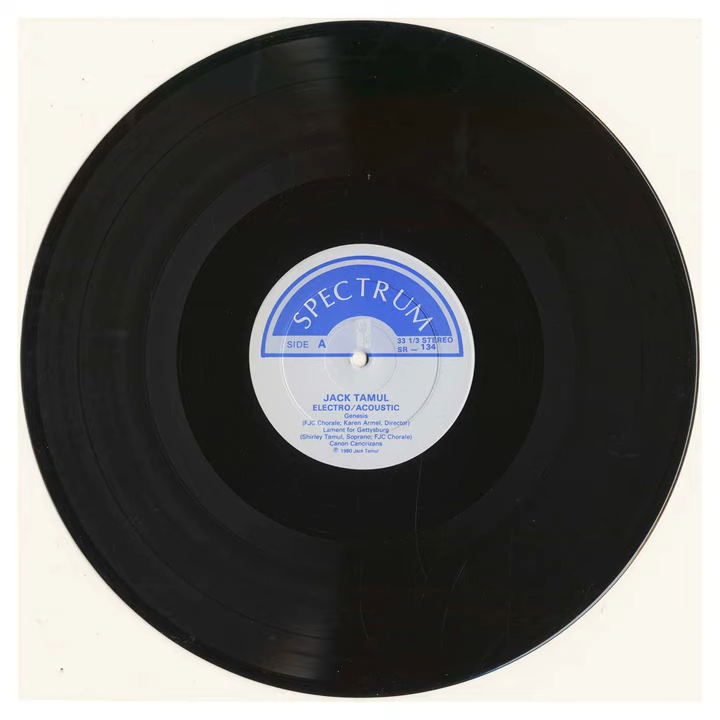 SPECTRUM
SIDE A
33 1/3 STEREO
SR — 134
JACK TAMUL
ELECTRO/ACOUSTIC
Genesis
(FJC Chorale; Karen Armel, Director)
Lament for Gettysburg
(Shirley Tamul, Soprano; FJC Chorale)
Canon Cancrizans
℗ 1980 Jack Tamul